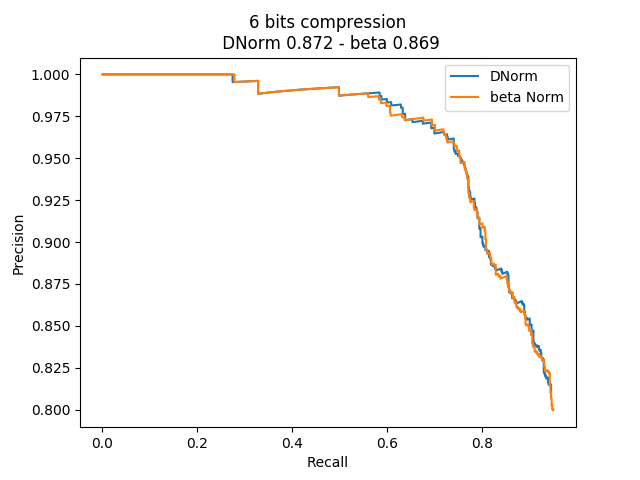 6 bits compression
DNorm 0.872 - beta 0.869
DNorm
beta Norm
1.000
0.975
0.950
0.925
0.900
0.875
0.850
0.825
0.800
Precision
0.0 0.2 0.4 0.6 0.8
Recall